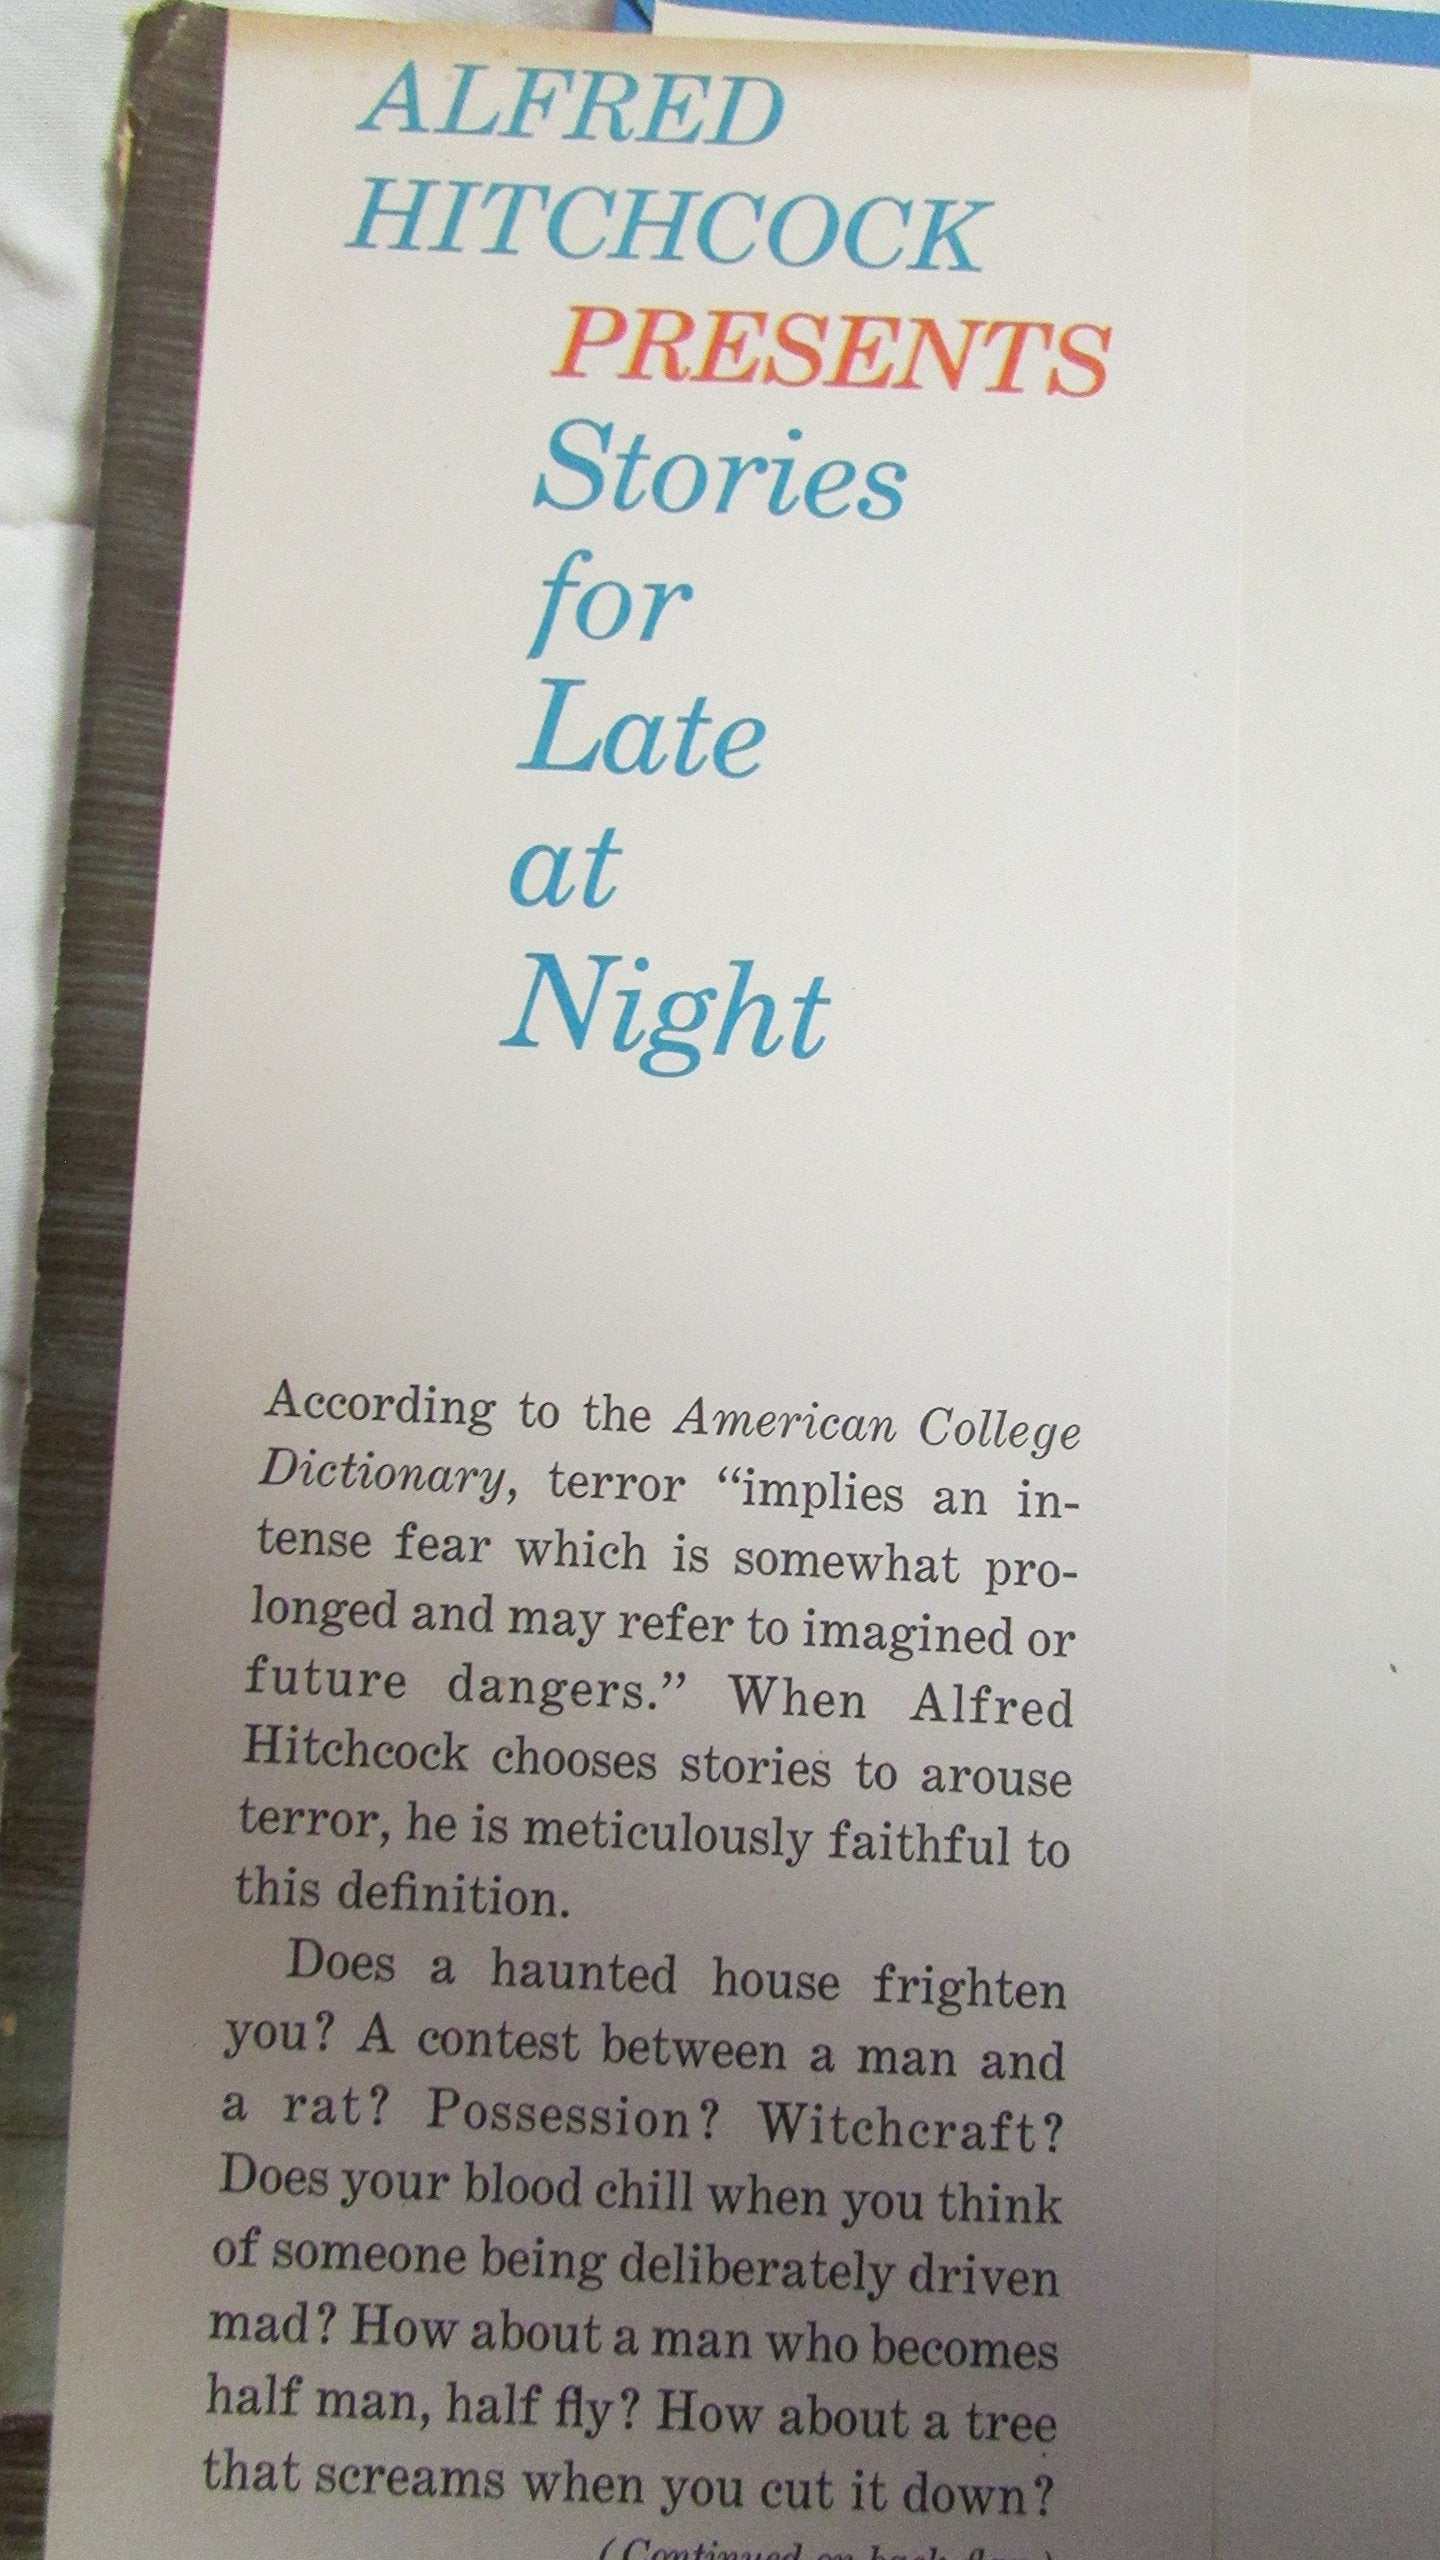 ALFRED
HITCHCOCK
PRESENTS
Stories
for
Late
at
Night
According to the American College
Dictionary, terror “implies an in-
tense fear which is somewhat pro-
longed and may refer to imagined or
future dangers.” When Alfred
Hitchcock chooses stories to arouse
terror, he is meticulously faithful to
this definition.
Does a haunted house frighten
you? A contest between a man and
a rat? Possession? Witchcraft?
Does your blood chill when you think
of someone being deliberately driven
mad? How about a man who becomes
half man, half fly? How about a tree
that screams when you cut it down?
(Continued on back flap)